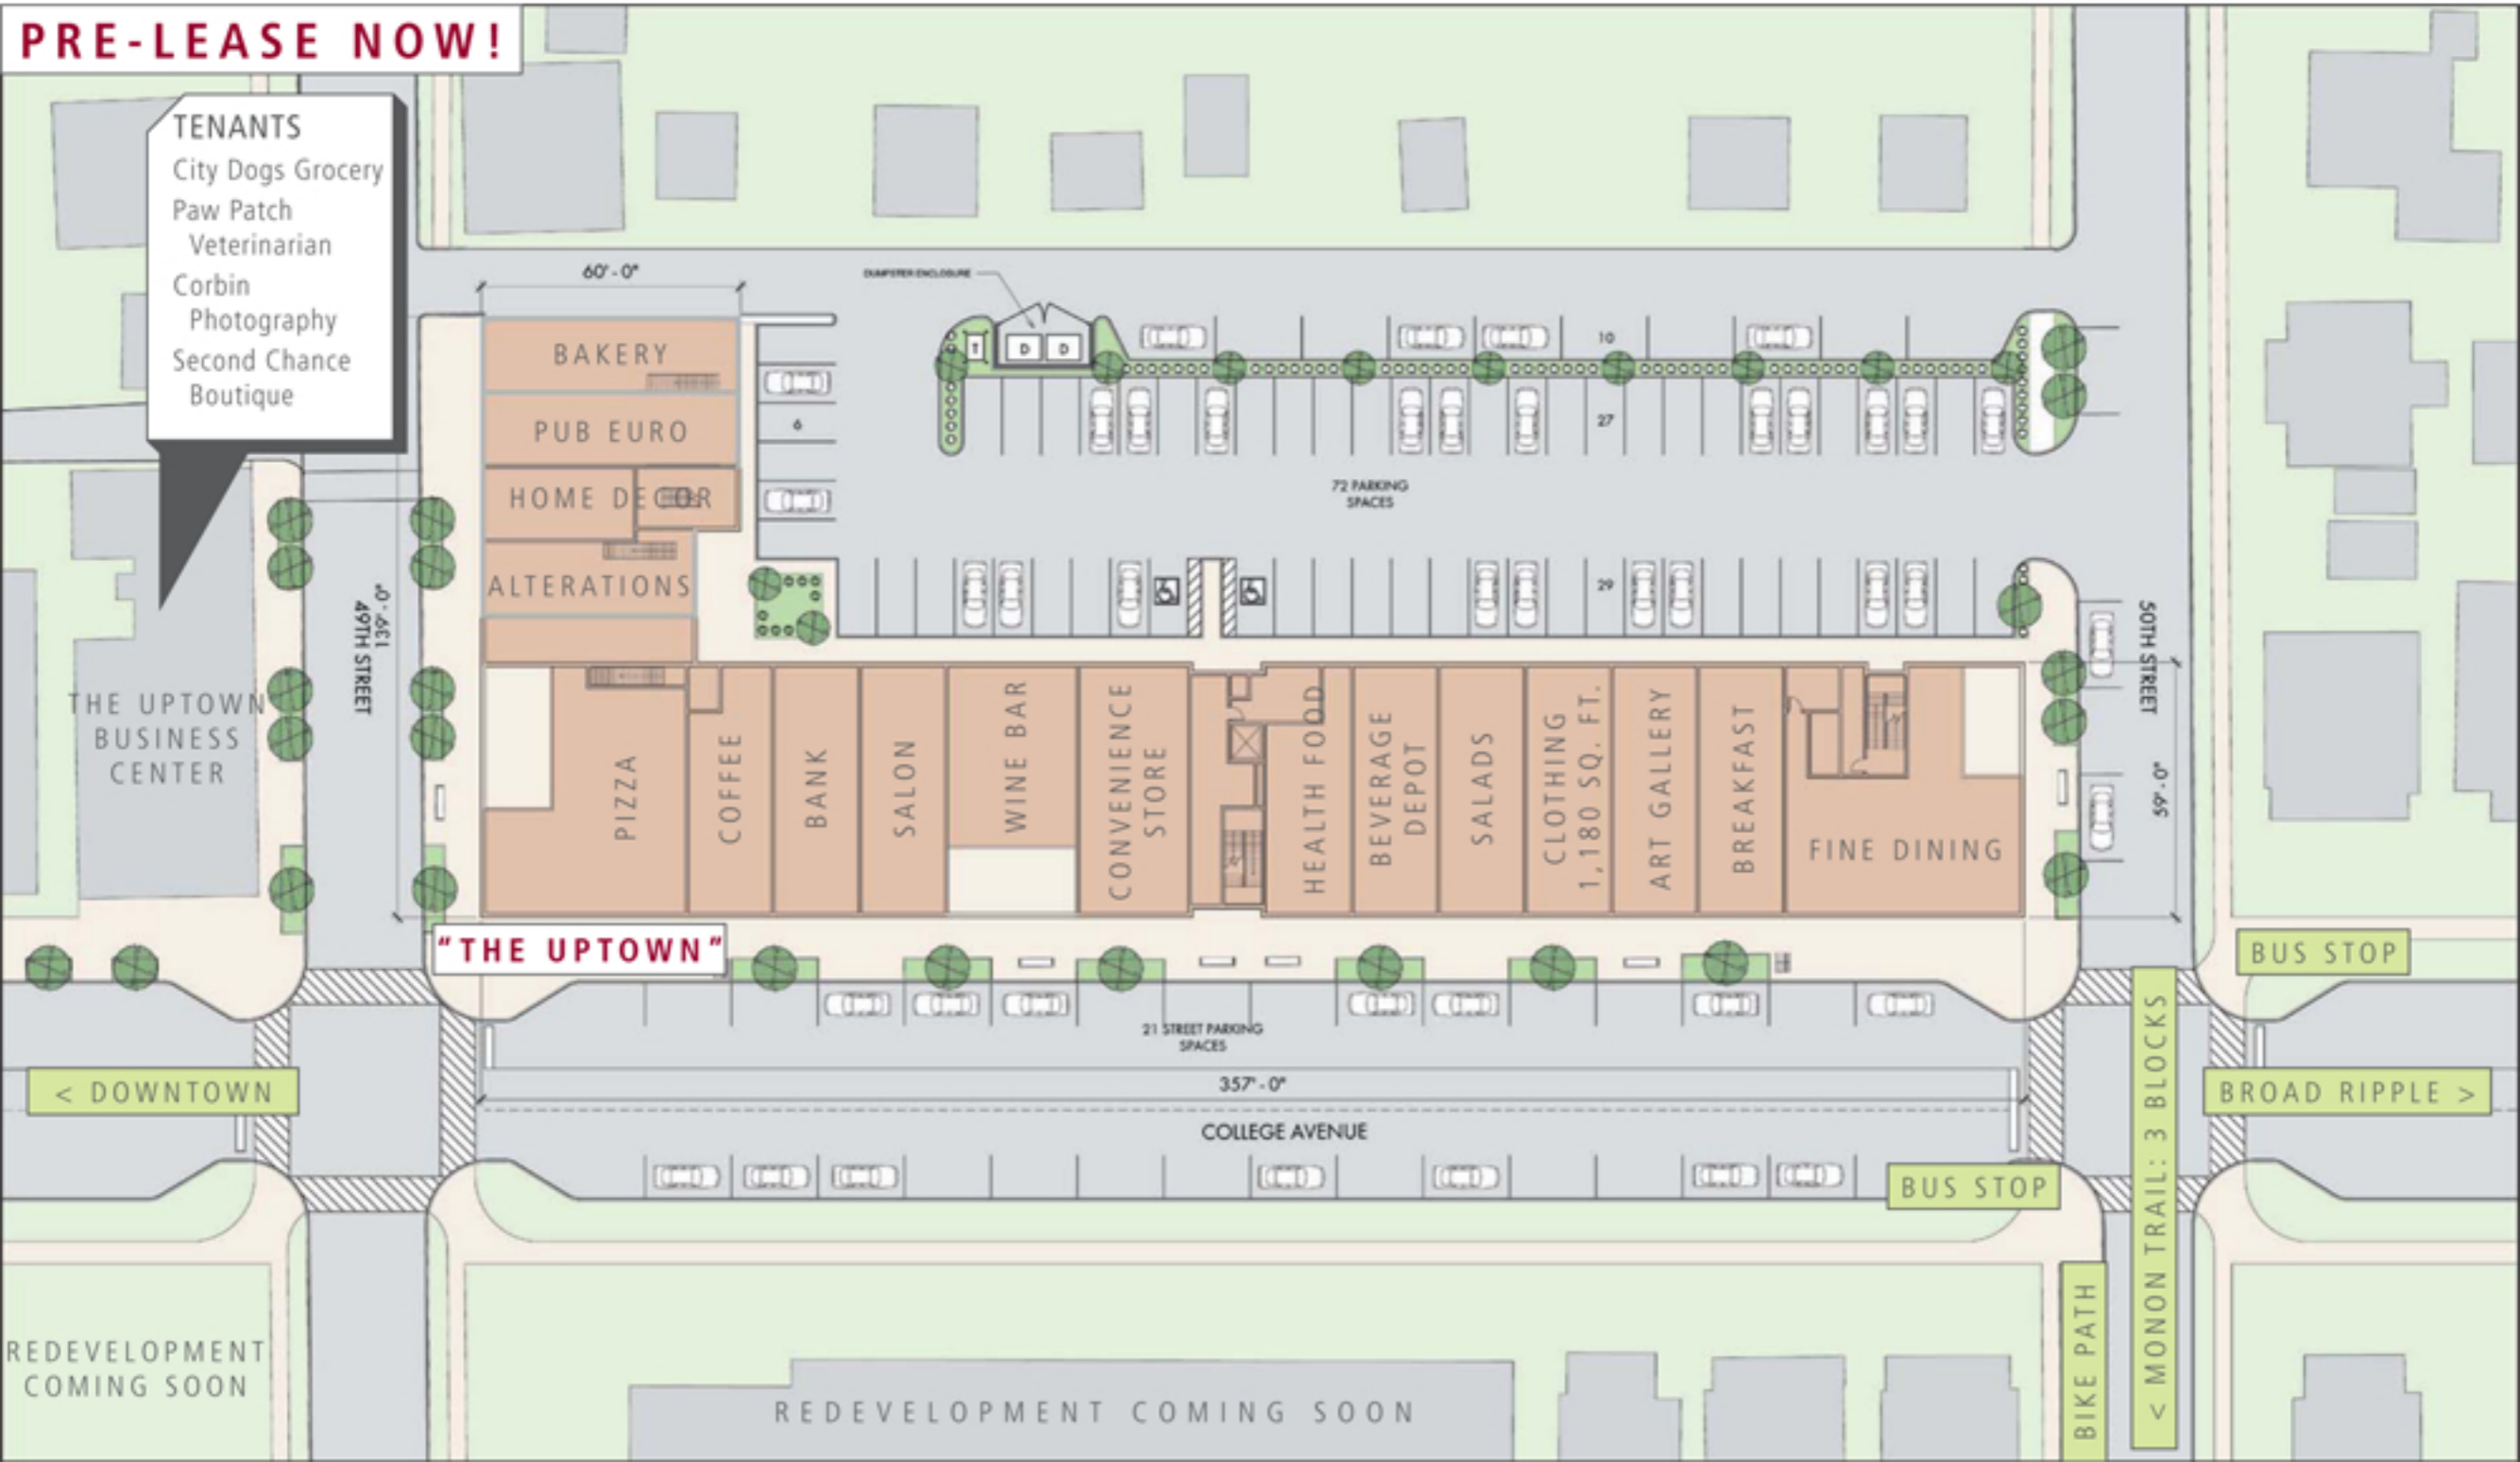 PRE-LEASE NOW!
TENANTS
City Dogs Grocery
Paw Patch
Veterinarian
Corbin
Photography
Second Chance
Boutique
60'-0"
DUMPSTER ENCLOSURE
BAKERY
PUB EURO
HOME DECOR
ALTERATIONS
6
T
D
D
10
27
72 PARKING
SPACES
29
139'-0"
49TH STREET
50TH STREET
59'-0"
THE UPTOWN
BUSINESS
CENTER
PIZZA
COFFEE
BANK
SALON
WINE BAR
CONVENIENCE
STORE
HEALTH FOOD
BEVERAGE
DEPOT
SALADS
CLOTHING
1,180 SQ. FT.
ART GALLERY
BREAKFAST
FINE DINING
"THE UPTOWN"
BUS STOP
21 STREET PARKING
SPACES
< DOWNTOWN
357'-0"
BROAD RIPPLE >
COLLEGE AVENUE
BUS STOP
< MONON TRAIL: 3 BLOCKS
BIKE PATH
REDEVELOPMENT
COMING SOON
REDEVELOPMENT COMING SOON